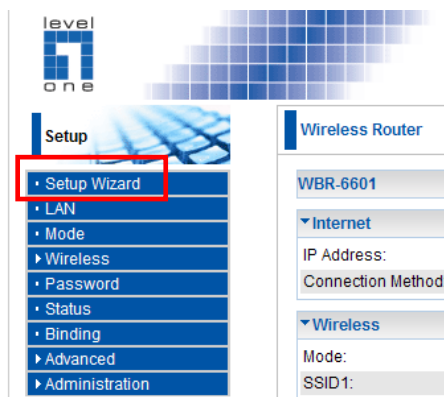 level
one
Setup
Setup Wizard
LAN
Mode
Wireless
Password
Status
Binding
Advanced
Administration
Wireless Router
WBR-6601
Internet
IP Address:
Connection Method
Wireless
Mode:
SSID1: